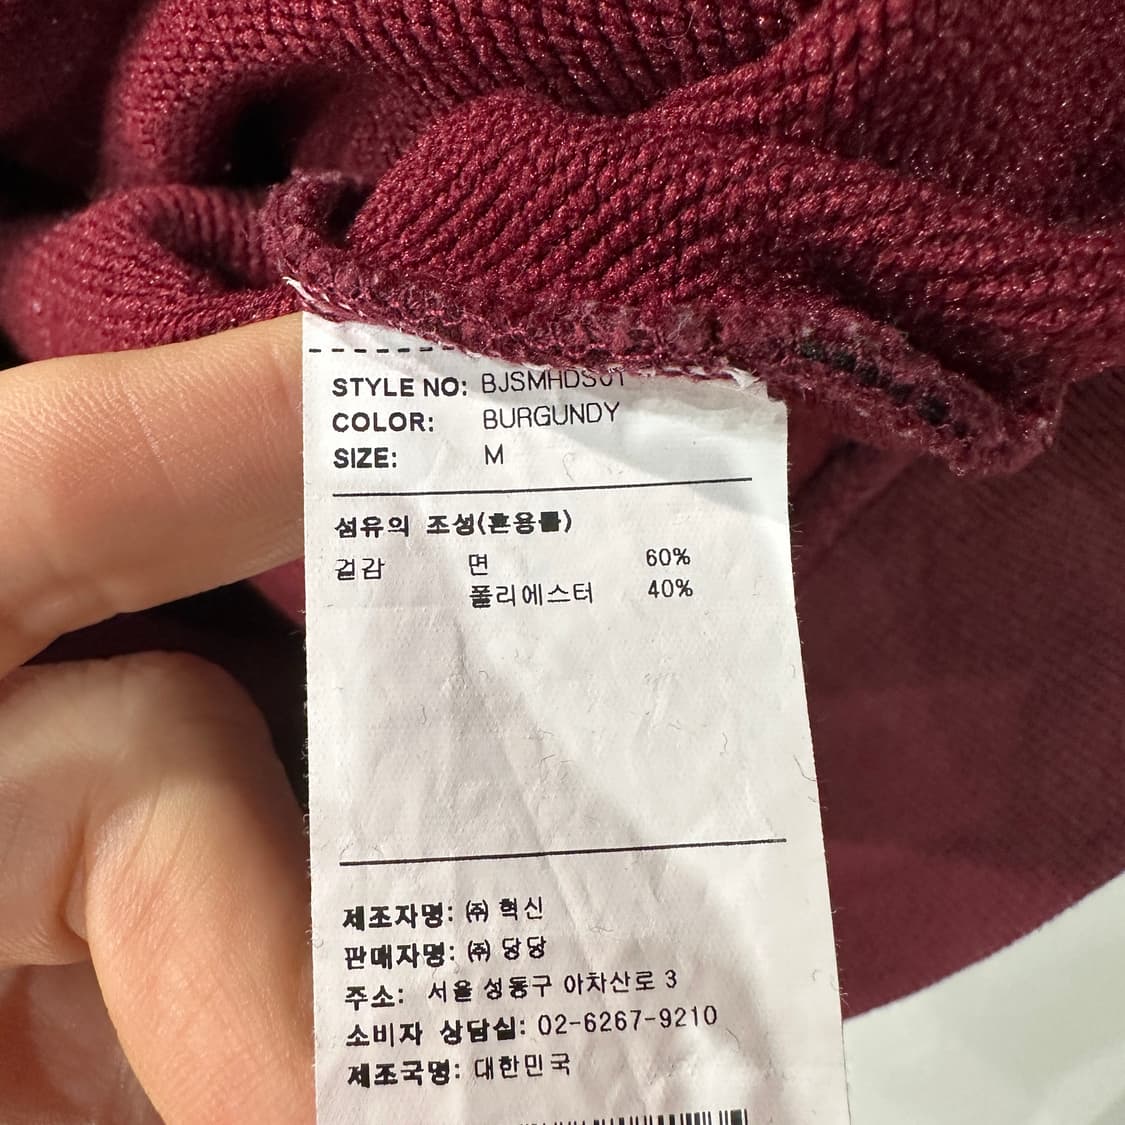 STYLE NO: BJSMHDS01
COLOR: BURGUNDY
SIZE: M
섬유의 조성(혼용률)
겉감 면 60%
폴리에스터 40%
제조자명: ㈜ 혁신
판매자명: ㈜ 당당
주소: 서울 성동구 아차산로 3
소비자 상담실: 02-6267-9210
제조국명: 대한민국